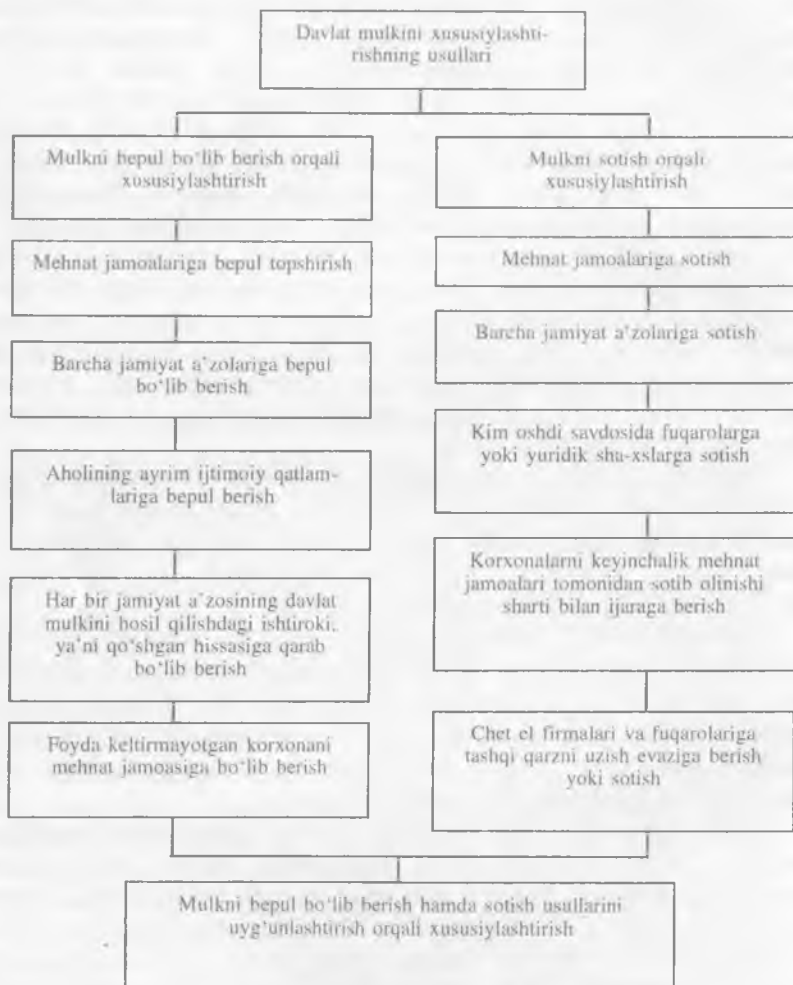 Davlat mulkini xususiylashti-
rishning usullari
Mulkni bepul bo‘lib berish orqali
xususiylashtirish
Mehnat jamoalariga bepul topshirish
Barcha jamiyat a’zolariga bepul
bo‘lib berish
Aholining ayrim ijtimoiy qatlam-
lariga bepul berish
Har bir jamiyat a’zosining davlat
mulkini hosil qilishdagi ishtiroki,
ya’ni qo‘shgan hissasiga qarab
bo‘lib berish
Foyda keltirmayotgan korxonani
mehnat jamoasiga bo‘lib berish
Mulkni sotish orqali
xususiylashtirish
Mehnat jamoalariga sotish
Barcha jamiyat a’zolariga sotish
Kim oshdi savdosida fuqarolarga
yoki yuridik sha-xslarga sotish
Korxonalarni keyinchalik mehnat
jamoalari tomonidan sotib olinishi
sharti bilan ijaraga berish
Chet el firmalari va fuqarolariga
tashqi qarzni uzish evaziga berish
yoki sotish
Mulkni bepul bo‘lib berish hamda sotish usullarini
uyg‘unlashtirish orqali xususiylashtirish